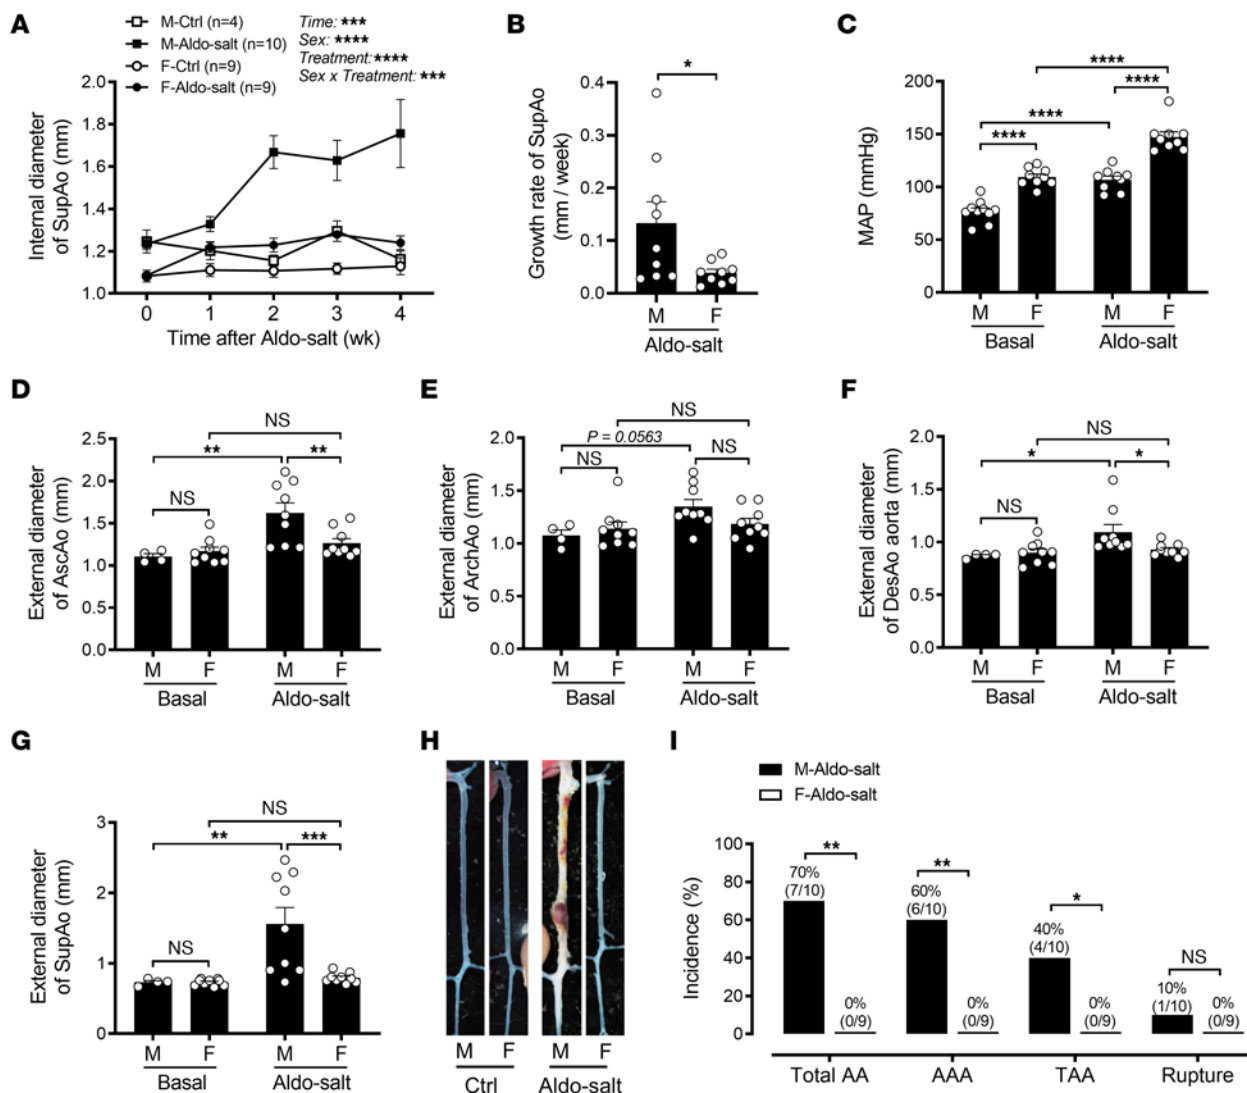 A
M-Ctrl (n=4)
M-Aldo-salt (n=10)
F-Ctrl (n=9)
F-Aldo-salt (n=9)
Time: ***
Sex: ****
Treatment: ****
Sex x Treatment: ***
Internal diameter
of SupAo (mm)
2.0
1.8
1.6
1.4
1.2
1.0
0 1 2 3 4
Time after Aldo-salt (wk)
B
*
Growth rate of SupAo
(mm / week)
0.4
0.3
0.2
0.1
0.0
M F
Aldo-salt
C
****
****
****
****
MAP (mmHg)
200
150
100
50
0
M F M F
Basal Aldo-salt
D
NS
** **
NS
External diameter
of AscAo (mm)
2.5
2.0
1.5
1.0
0.5
0.0
M F M F
Basal Aldo-salt
E
NS
P = 0.0563
NS NS
External diameter
of ArchAo (mm)
2.0
1.5
1.0
0.5
0.0
M F M F
Basal Aldo-salt
F
NS
* *
NS
External diameter
of DesAo aorta (mm)
2.0
1.5
1.0
0.5
0.0
M F M F
Basal Aldo-salt
G
NS
** ***
NS
External diameter
of SupAo (mm)
3
2
1
0
M F M F
Basal Aldo-salt
H
M F M F
Ctrl Aldo-salt
I
M-Aldo-salt
F-Aldo-salt
Incidence (%)
100
80
60
40
20
0
** ** * NS
70%
(7/10)
0%
(0/9)
60%
(6/10)
0%
(0/9)
40%
(4/10)
0%
(0/9)
10%
(1/10)
0%
(0/9)
Total AA AAA TAA Rupture